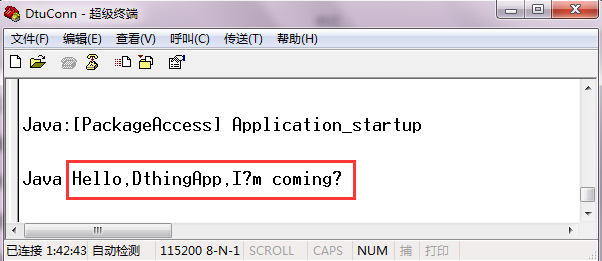 DtuConn - 超级终端
文件(F) 编辑(E) 查看(V) 呼叫(C) 传送(T) 帮助(H)
Java:[PackageAccess] Application_startup
Java Hello,DthingApp,I?m coming?
已连接 1:42:43 自动检测 115200 8-N-1 SCROLL CAPS NUM 捕 打印